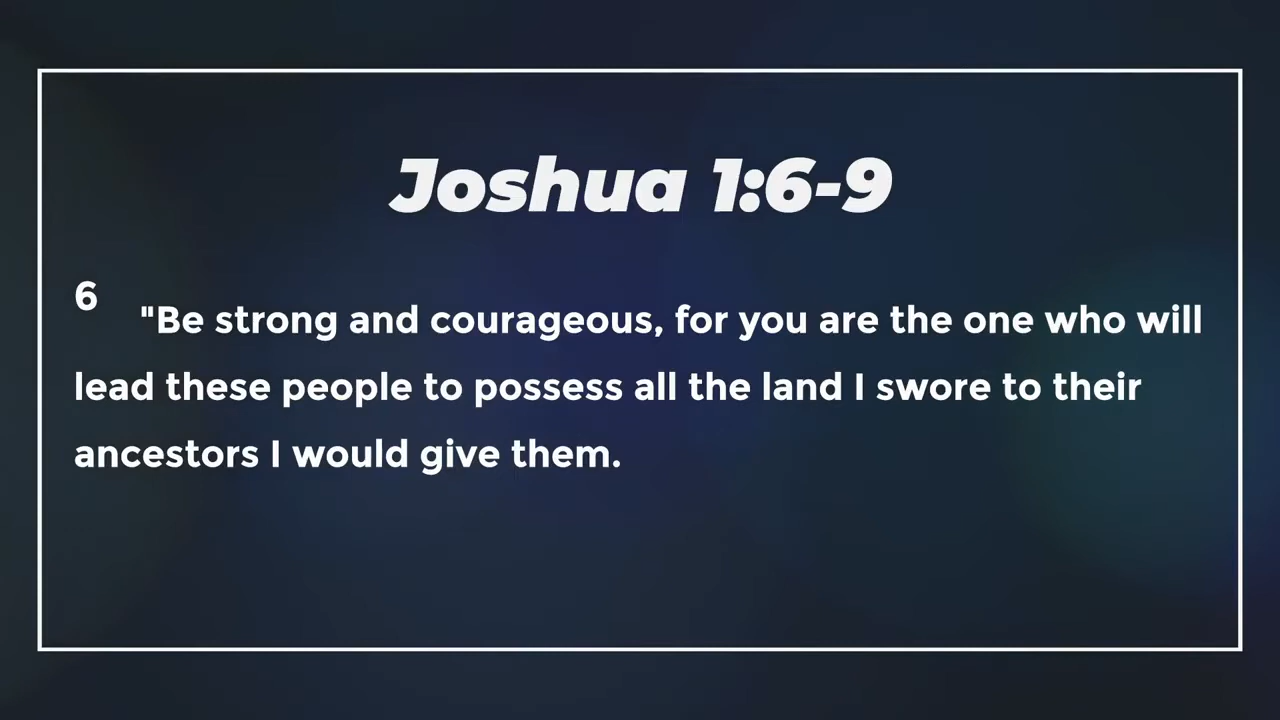 Joshua 1:6-9
6 "Be strong and courageous, for you are the one who will
lead these people to possess all the land I swore to their
ancestors I would give them.